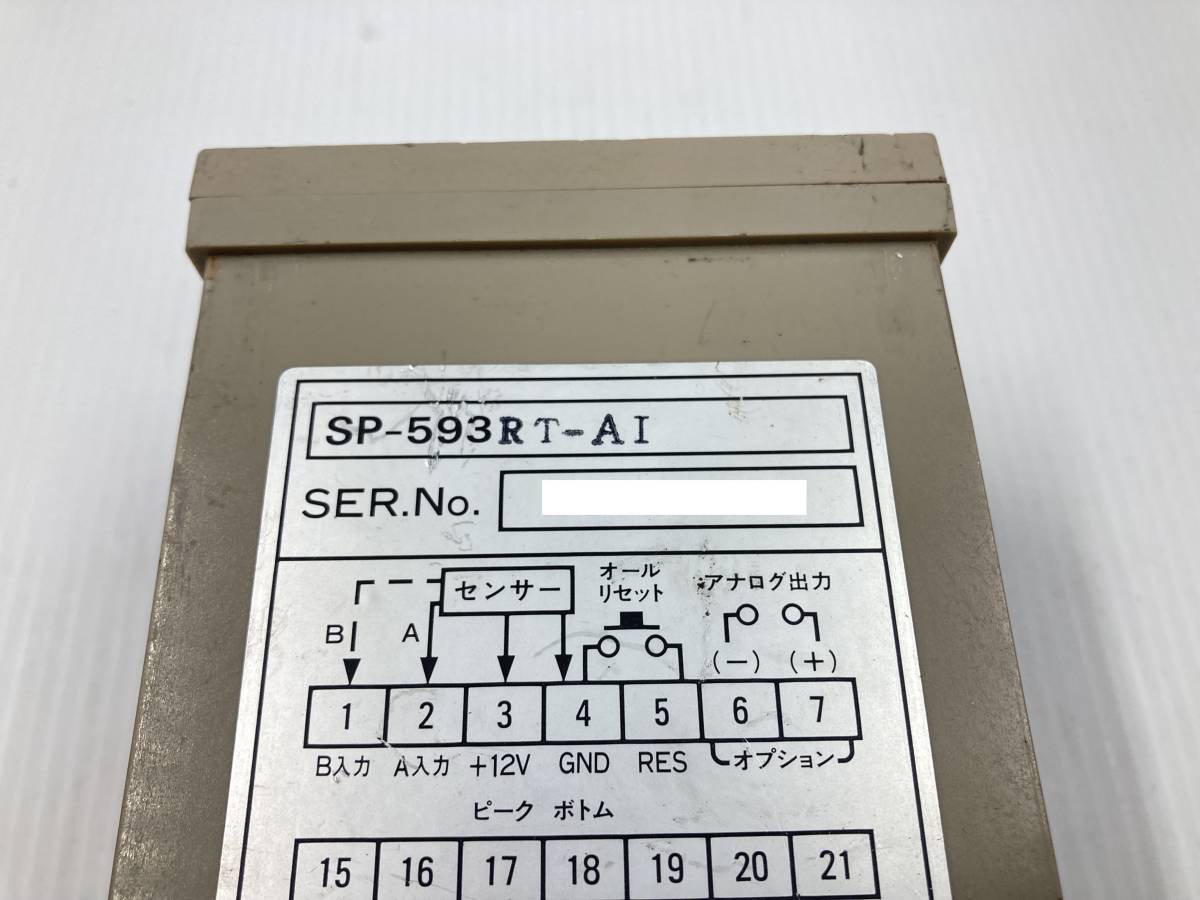 SP-593RT-AI
SER.No.
センサー
オール
リセット
アナログ出力
B A
(−) (+)
1 2 3 4 5 6 7
B入力 A入力 +12V GND RES オプション
ピーク ボトム
15 16 17 18 19 20 21